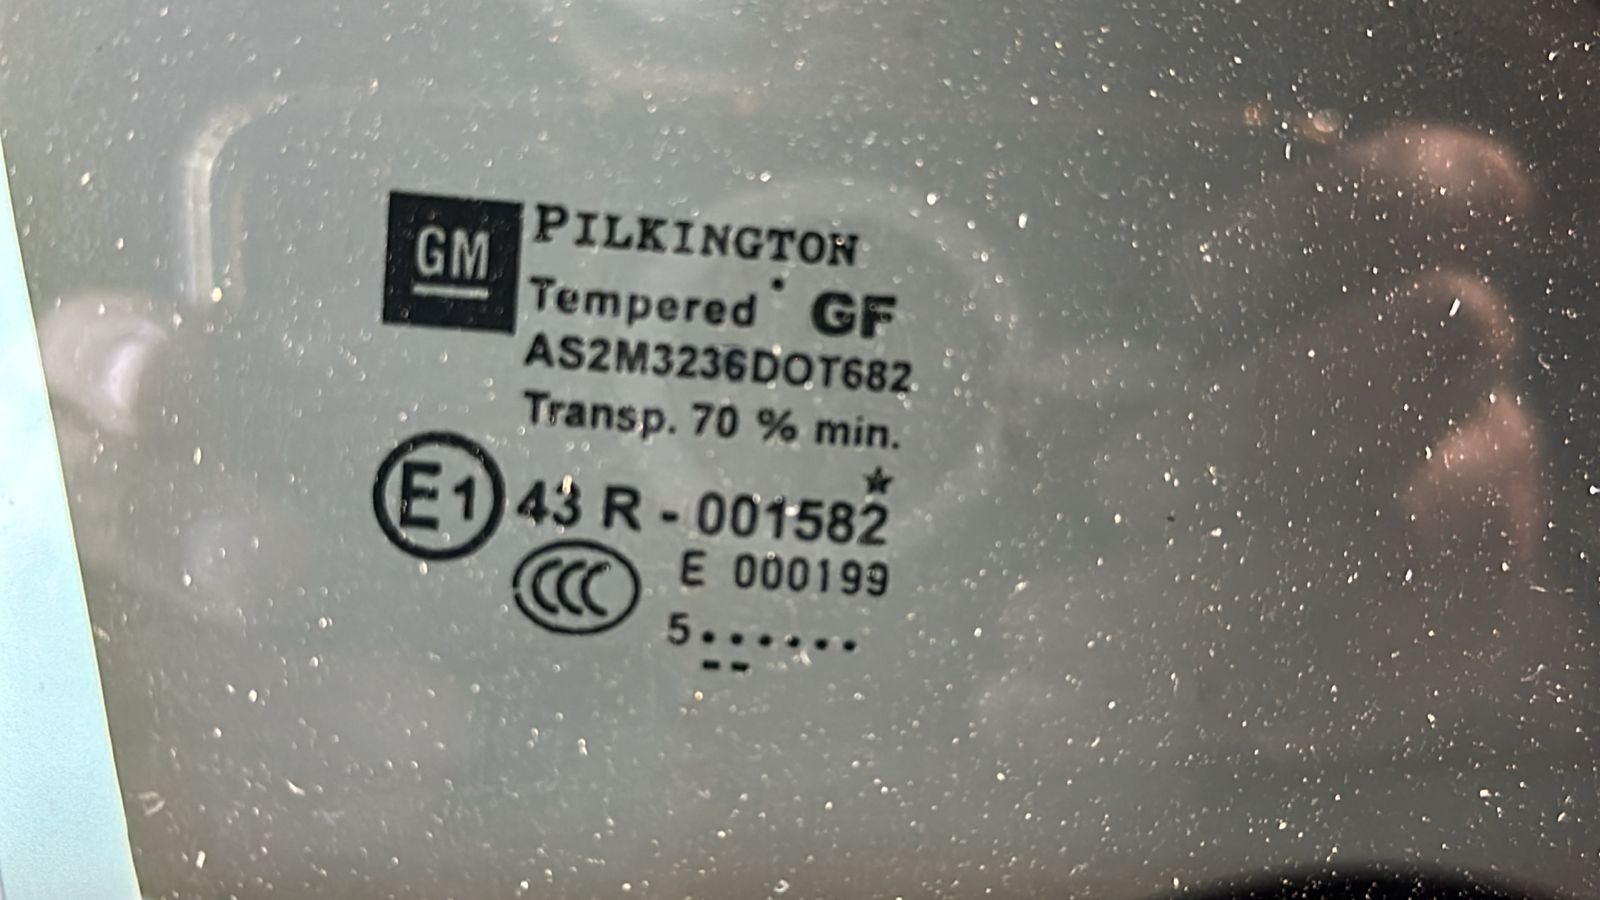 GM PILKINGTON
Tempered GF
AS2M3236DOT682
Transp. 70 % min.
E1 43 R - 001582
CCC E 000199
5......
--